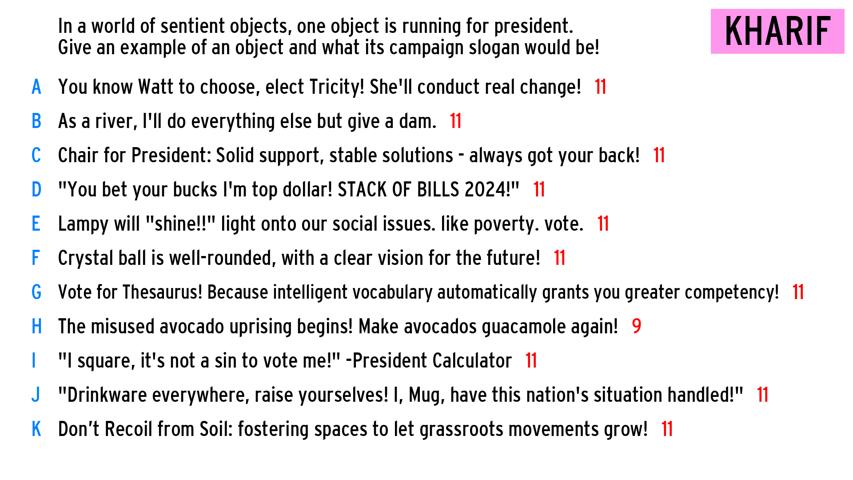 In a world of sentient objects, one object is running for president.
Give an example of an object and what its campaign slogan would be!
KHARIF
A You know Watt to choose, elect Tricity! She'll conduct real change! 11
B As a river, I'll do everything else but give a dam. 11
C Chair for President: Solid support, stable solutions - always got your back! 11
D "You bet your bucks I'm top dollar! STACK OF BILLS 2024!" 11
E Lampy will "shine!!" light onto our social issues. like poverty. vote. 11
F Crystal ball is well-rounded, with a clear vision for the future! 11
G Vote for Thesaurus! Because intelligent vocabulary automatically grants you greater competency! 11
H The misused avocado uprising begins! Make avocados guacamole again! 9
I "I square, it's not a sin to vote me!" -President Calculator 11
J "Drinkware everywhere, raise yourselves! I, Mug, have this nation's situation handled!" 11
K Don’t Recoil from Soil: fostering spaces to let grassroots movements grow! 11